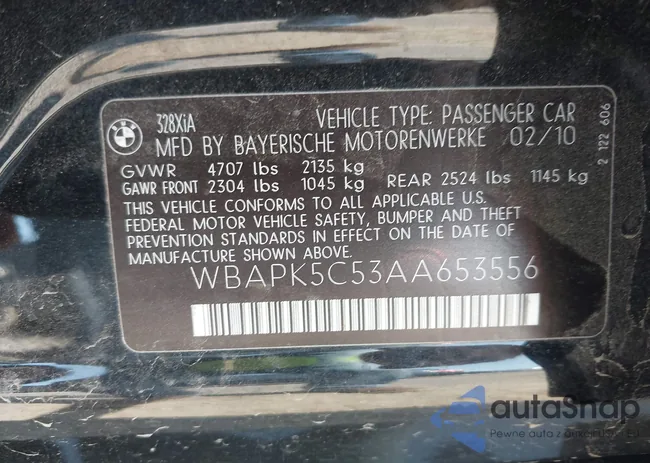 328XiA
VEHICLE TYPE: PASSENGER CAR
MFD BY BAYERISCHE MOTORENWERKE 02/10
GVWR 4707 lbs 2135 kg
GAWR FRONT 2304 lbs 1045 kg REAR 2524 lbs 1145 kg
THIS VEHICLE CONFORMS TO ALL APPLICABLE U.S.
FEDERAL MOTOR VEHICLE SAFETY, BUMPER AND THEFT
PREVENTION STANDARDS IN EFFECT ON THE DATE OF
MANUFACTURE SHOWN ABOVE.
WBAPK5C53AA653556
2 122 606
autoSnap
Pewne auto z